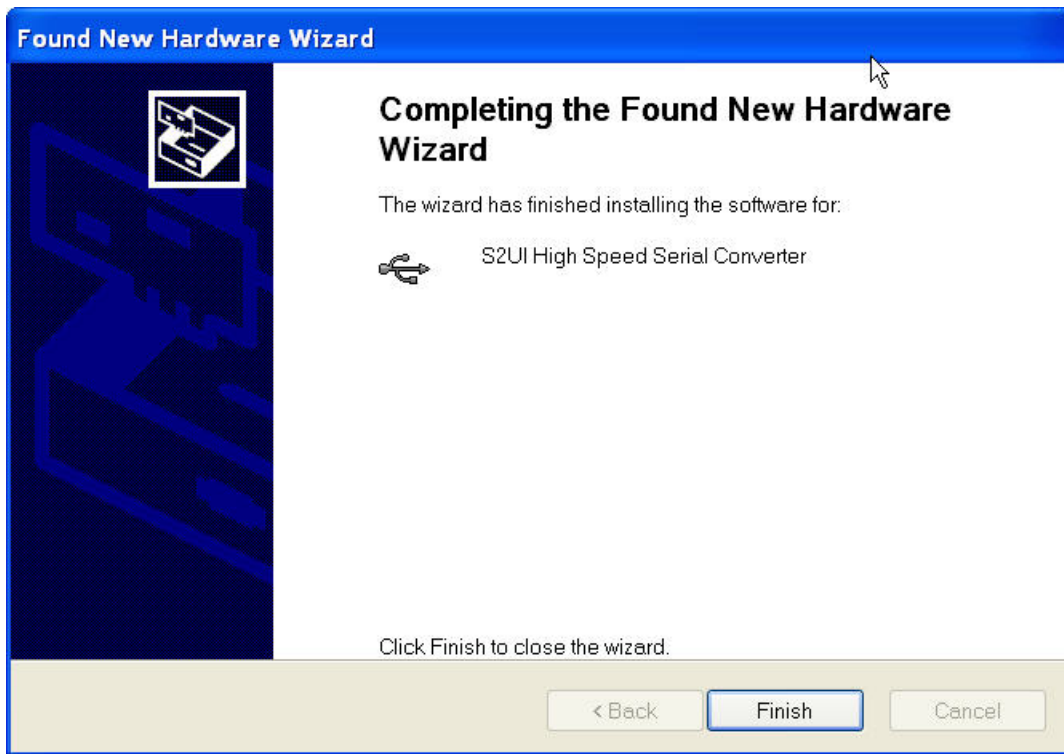 Found New Hardware Wizard
Completing the Found New Hardware
Wizard
The wizard has finished installing the software for:
S2UI High Speed Serial Converter
Click Finish to close the wizard.
< Back
Finish
Cancel